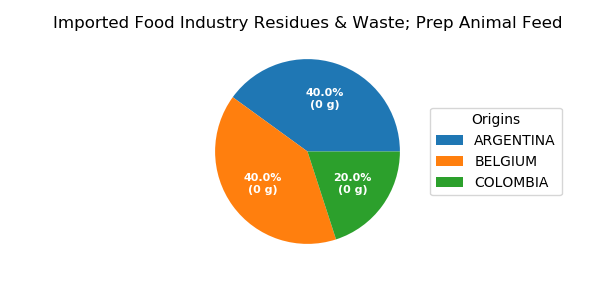 Imported Food Industry Residues & Waste; Prep Animal Feed
40.0%
(0 g)
40.0%
(0 g)
20.0%
(0 g)
Origins
ARGENTINA
BELGIUM
COLOMBIA